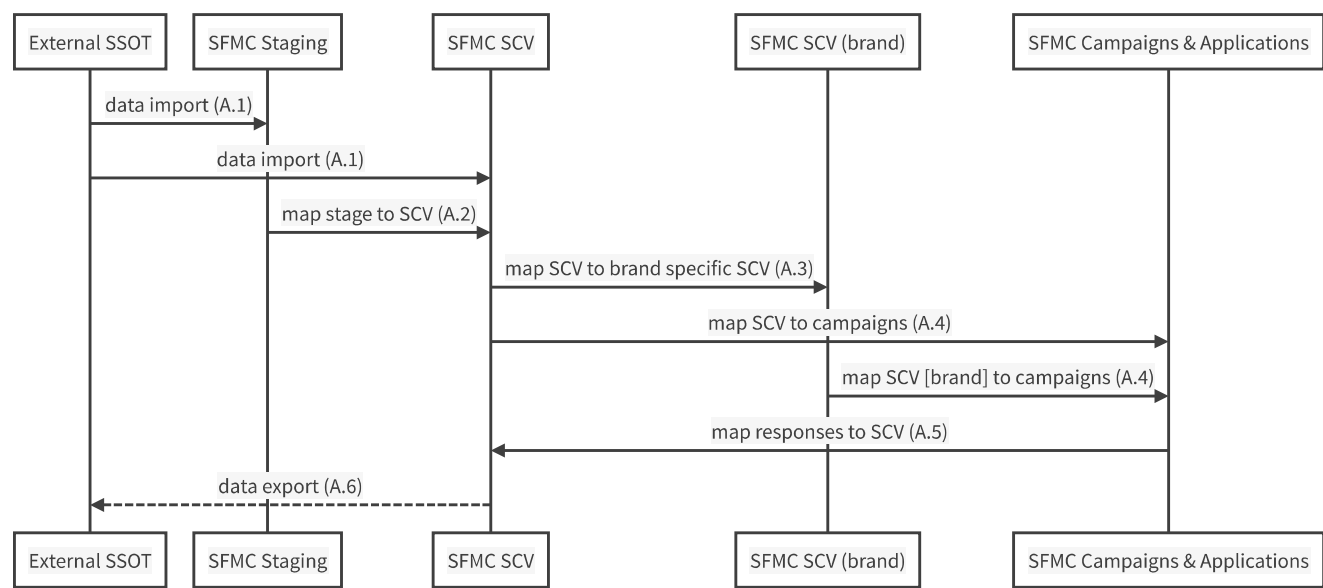 External SSOT
SFMC Staging
SFMC SCV
SFMC SCV (brand)
SFMC Campaigns & Applications
data import (A.1)
data import (A.1)
map stage to SCV (A.2)
map SCV to brand specific SCV (A.3)
map SCV to campaigns (A.4)
map SCV [brand] to campaigns (A.4)
map responses to SCV (A.5)
data export (A.6)
External SSOT
SFMC Staging
SFMC SCV
SFMC SCV (brand)
SFMC Campaigns & Applications